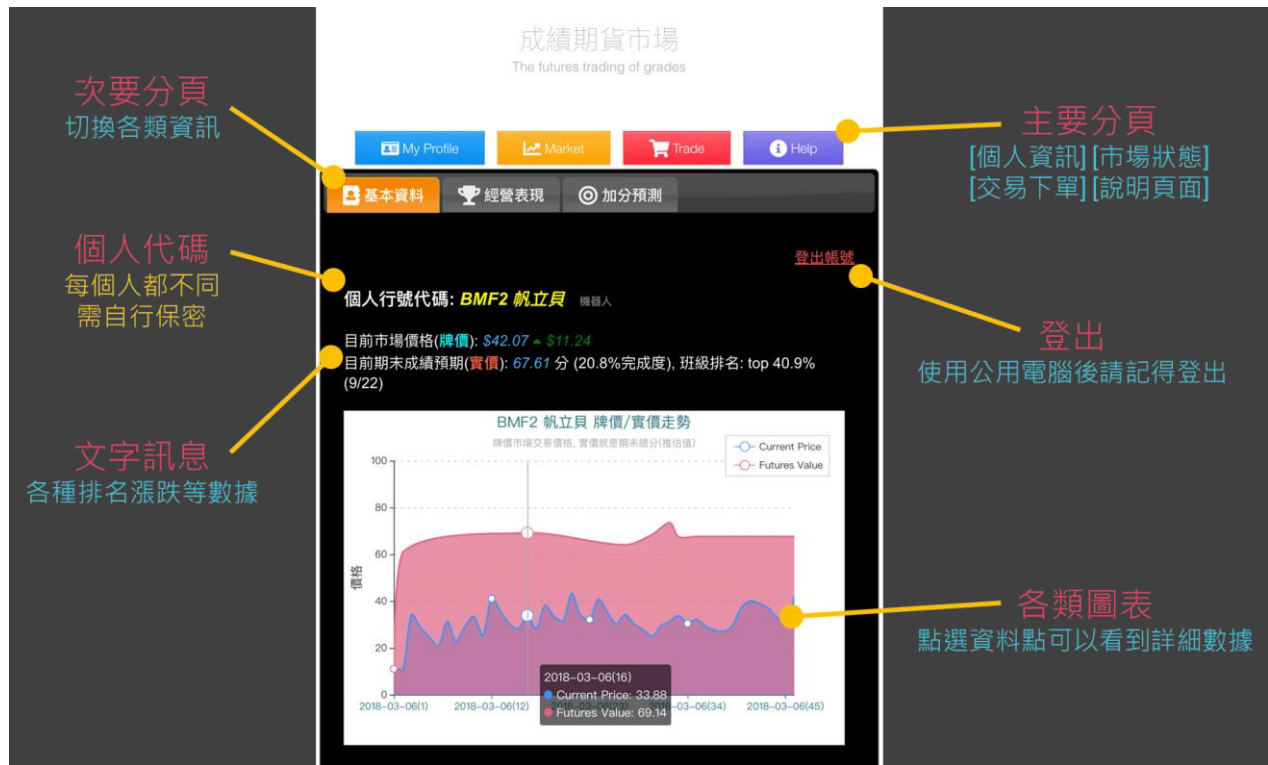 成績期貨市場
The futures trading of grades
次要分頁
切換各類資訊
主要分頁
[個人資訊] [市場狀態]
[交易下單] [說明頁面]
My Profile
Market
Trade
Help
基本資料
經營表現
加分預測
個人代碼
每個人都不同
需自行保密
登出帳號
個人行號代碼: BMF2 帆立貝 機器人
目前市場價格(牌價): $42.07 ▲ $11.24
目前期末成績預期(實價): 67.61 分 (20.8%完成度), 班級排名: top 40.9%
(9/22)
登出
使用公用電腦後請記得登出
文字訊息
各種排名漲跌等數據
BMF2 帆立貝 牌價/實價走勢
牌價市場交易價格, 實價就是期末總分(推估值)
Current Price
Futures Value
100
80
60
40
20
0
價格
2018-03-06(16)
Current Price: 33.88
Futures Value: 69.14
2018-03-06(1)
2018-03-06(12)
2018-03-06(23)
2018-03-06(34)
2018-03-06(45)
各類圖表
點選資料點可以看到詳細數據